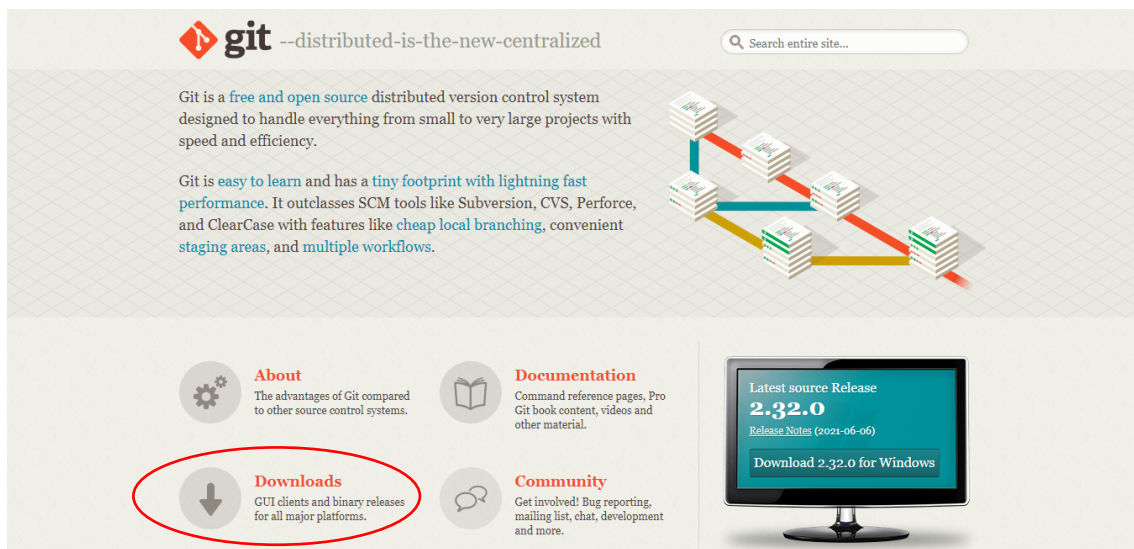 git --distributed-is-the-new-centralized
Search entire site...
Git is a free and open source distributed version control system
designed to handle everything from small to very large projects with
speed and efficiency.
Git is easy to learn and has a tiny footprint with lightning fast
performance. It outclasses SCM tools like Subversion, CVS, Perforce,
and ClearCase with features like cheap local branching, convenient
staging areas, and multiple workflows.
About
The advantages of Git compared
to other source control systems.
Documentation
Command reference pages, Pro
Git book content, videos and
other material.
Downloads
GUI clients and binary releases
for all major platforms.
Community
Get involved! Bug reporting,
mailing list, chat, development
and more.
Latest source Release
2.32.0
Release Notes (2021-06-06)
Download 2.32.0 for Windows